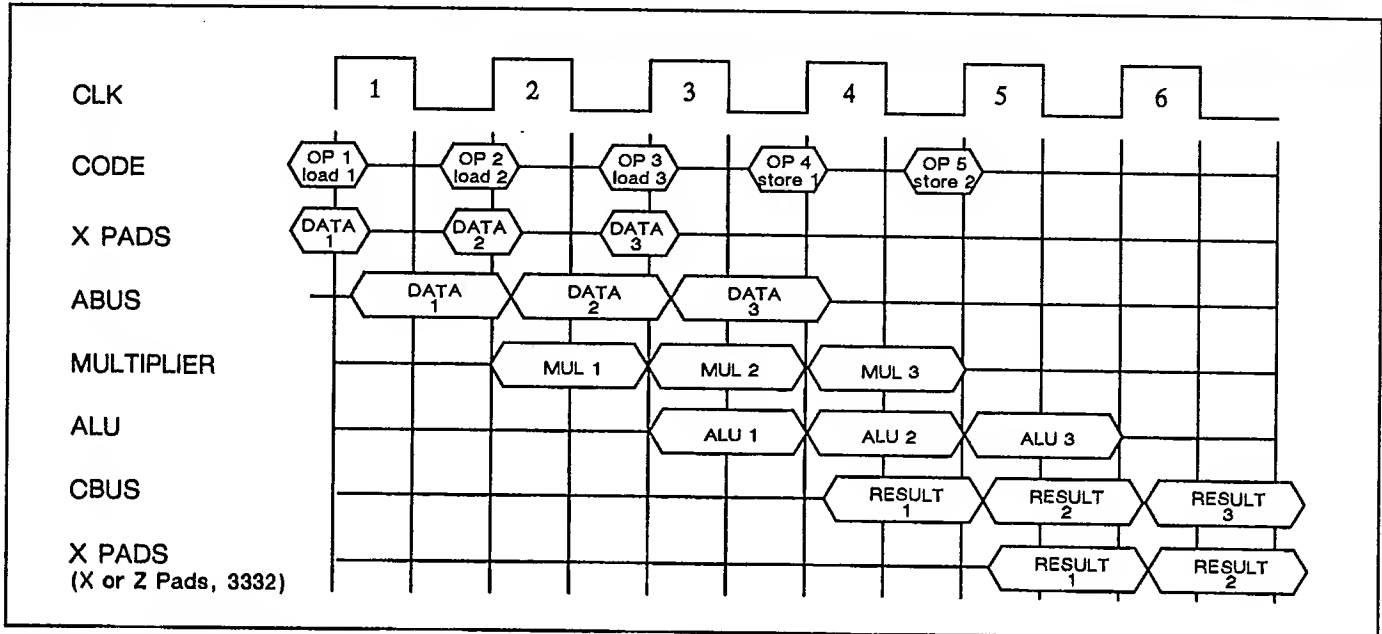 CLK 1 2 3 4 5 6
CODE OP 1 OP 2 OP 3 OP 4 OP 5
load 1 load 2 load 3 store 1 store 2
X PADS DATA DATA DATA
1 2 3
ABUS DATA DATA DATA
1 2 3
MULTIPLIER MUL 1 MUL 2 MUL 3
ALU ALU 1 ALU 2 ALU 3
CBUS RESULT RESULT RESULT
1 2 3
X PADS RESULT RESULT
(X or Z Pads, 3332) 1 2